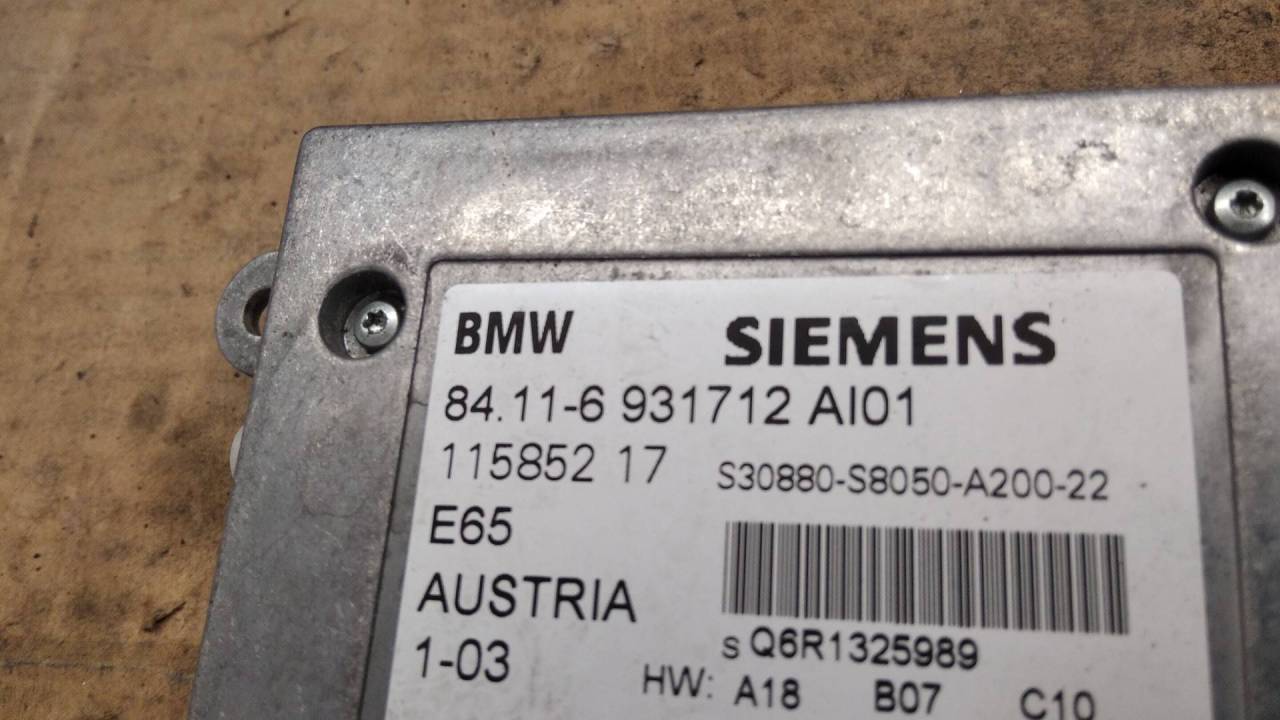 BMW SIEMENS
84.11-6 931712 AI01
115852 17 S30880-S8050-A200-22
E65
AUSTRIA
s Q6R1325989
1-03
HW: A18 B07 C10